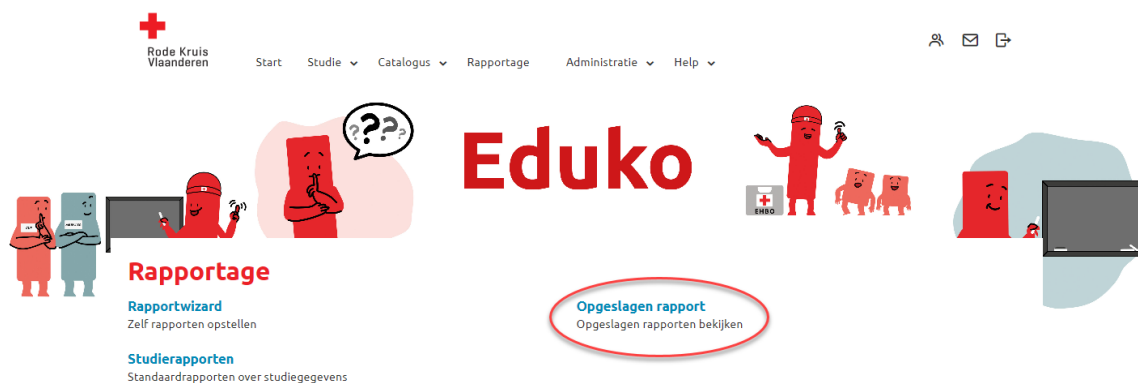 Rode Kruis
Vlaanderen
Start Studie Catalogus Rapportage Administratie Help
???
Eduko
EHBO
Rapportage
Rapportwizard
Zelf rapporten opstellen
Opgeslagen rapport
Opgeslagen rapporten bekijken
Studierapporten
Standaardrapporten over studiegegevens